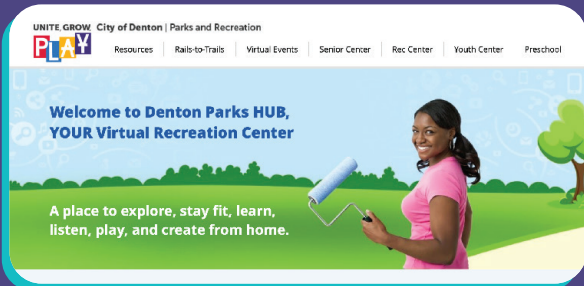 UNITE. GROW. City of Denton | Parks and Recreation
PLAY
Resources Rails-to-Trails Virtual Events Senior Center Rec Center Youth Center Preschool
Welcome to Denton Parks HUB,
YOUR Virtual Recreation Center
A place to explore, stay fit, learn,
listen, play, and create from home.